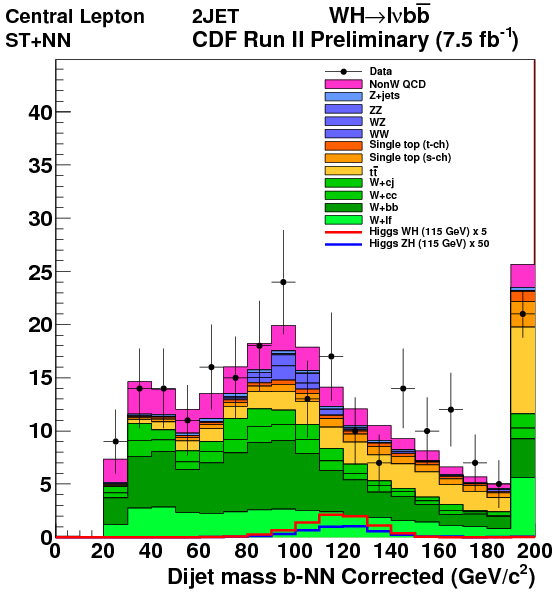 Central Lepton 2JET WH→lνbb̅
ST+NN CDF Run II Preliminary (7.5 fb⁻¹)
Data
NonW QCD
Z+jets
ZZ
WZ
WW
Single top (t-ch)
Single top (s-ch)
tt̅
W+cj
W+cc
W+bb
W+lf
Higgs WH (115 GeV) x 5
Higgs ZH (115 GeV) x 50
40
35
30
25
20
15
10
5
0
0 20 40 60 80 100 120 140 160 180 200
Dijet mass b-NN Corrected (GeV/c²)